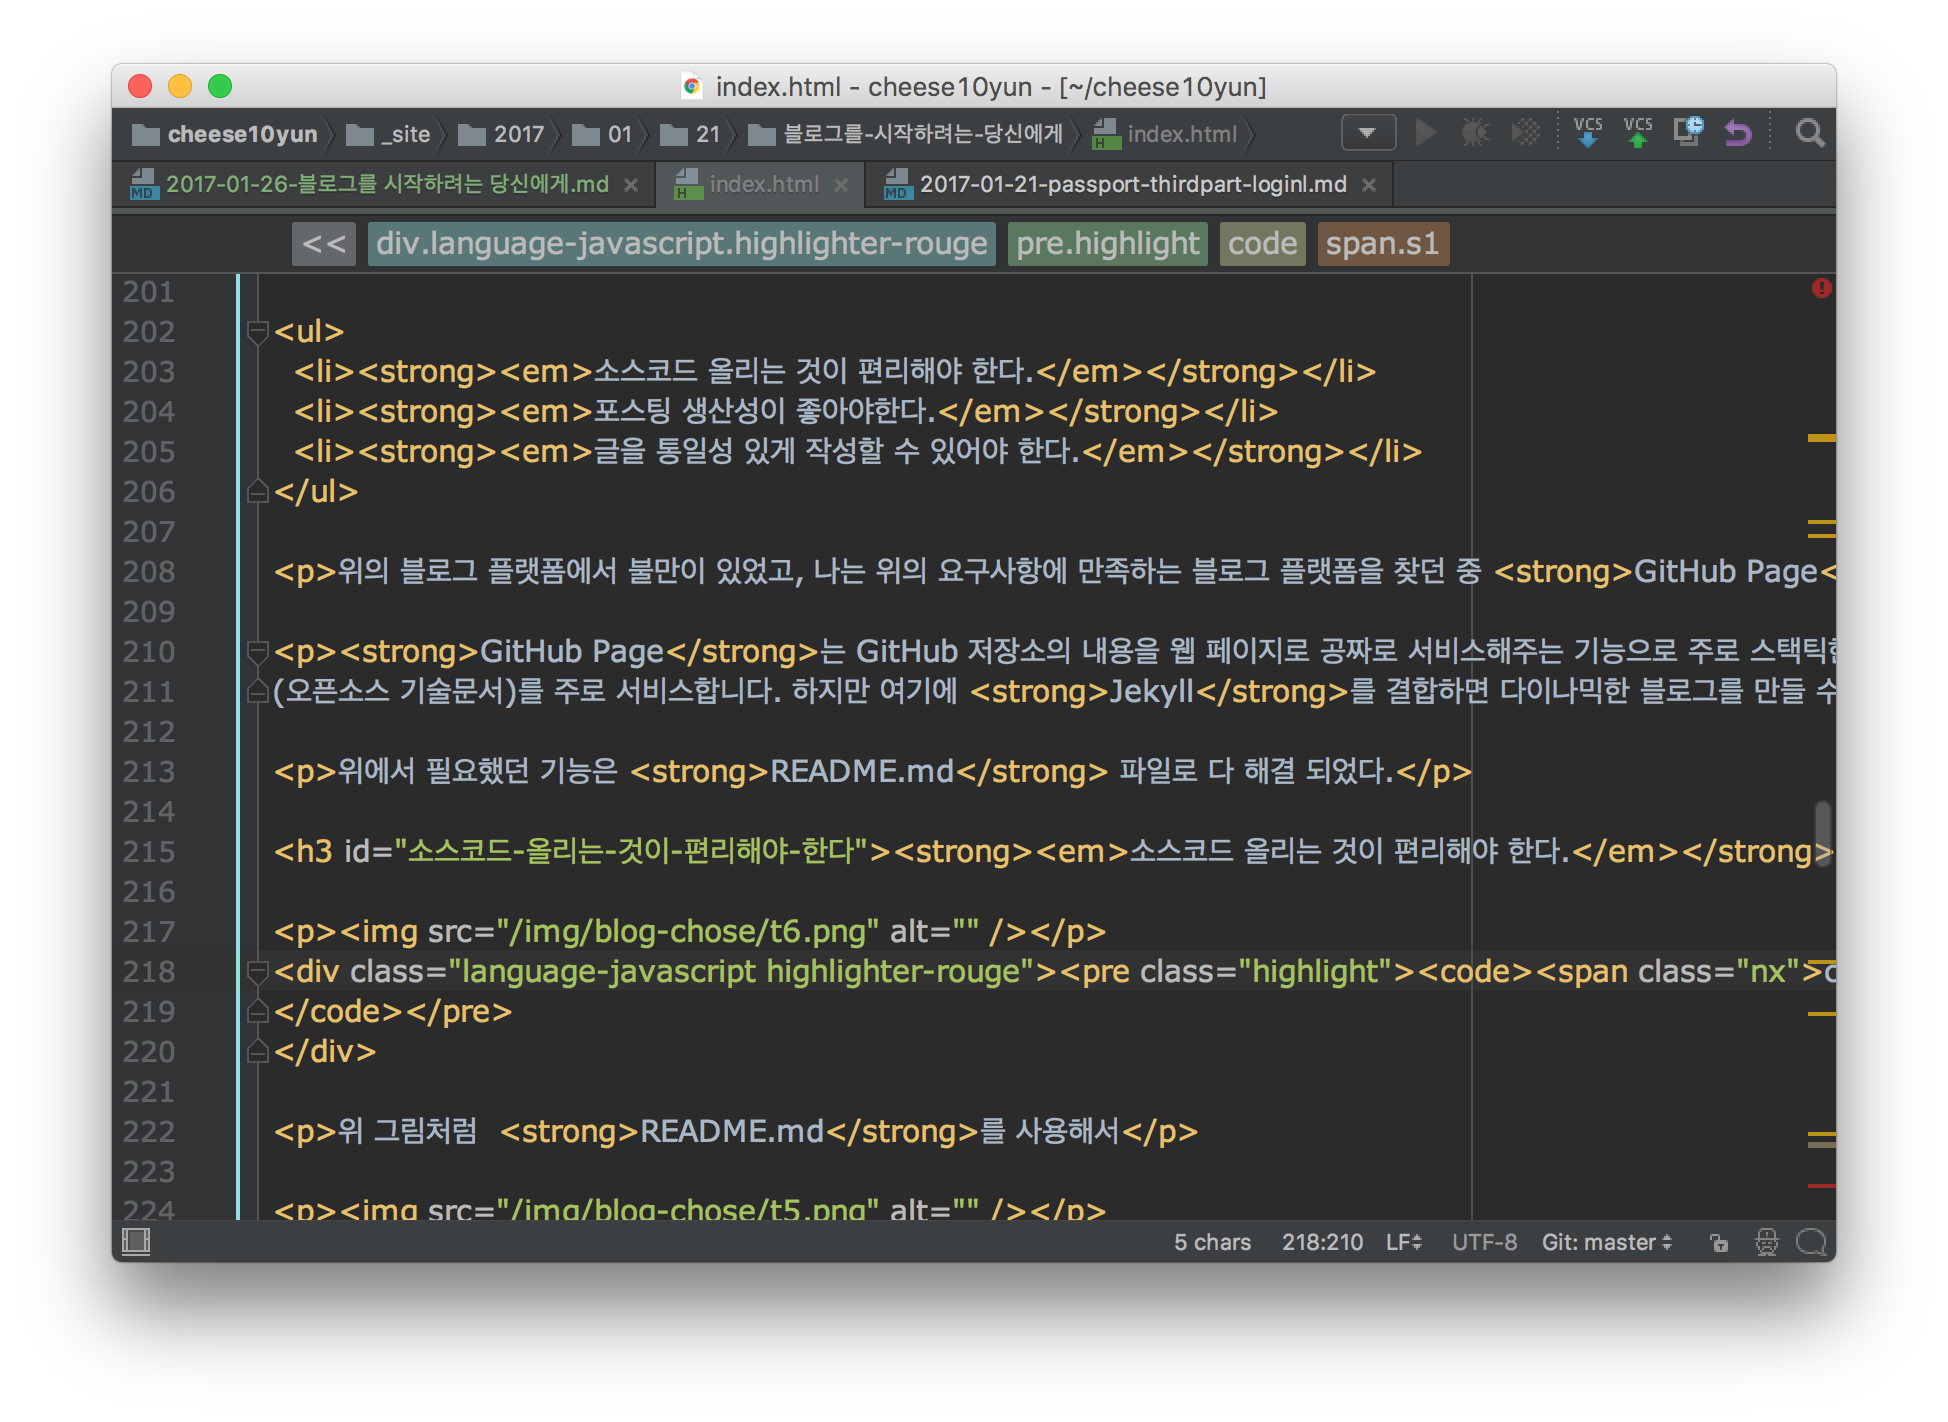 index.html - cheese10yun - [~/cheese10yun]
cheese10yun _site 2017 01 21 블로그를-시작하려는-당신에게 index.html
VCS VCS
MD 2017-01-26-블로그를 시작하려는 당신에게.md H index.html MD 2017-01-21-passport-thirdpart-loginl.md
<< div.language-javascript.highlighter-rouge pre.highlight code span.s1
201
202 <ul>
203 <li><strong><em>소스코드 올리는 것이 편리해야 한다.</em></strong></li>
204 <li><strong><em>포스팅 생산성이 좋아야한다.</em></strong></li>
205 <li><strong><em>글을 통일성 있게 작성할 수 있어야 한다.</em></strong></li>
206 </ul>
207
208 <p>위의 블로그 플랫폼에서 불만이 있었고, 나는 위의 요구사항에 만족하는 블로그 플랫폼을 찾던 중 <strong>GitHub Page<
209
210 <p><strong>GitHub Page</strong>는 GitHub 저장소의 내용을 웹 페이지로 공짜로 서비스해주는 기능으로 주로 스택틱한
211 (오픈소스 기술문서)를 주로 서비스합니다. 하지만 여기에 <strong>Jekyll</strong>를 결합하면 다이나믹한 블로그를 만들 수
212
213 <p>위에서 필요했던 기능은 <strong>README.md</strong> 파일로 다 해결 되었다.</p>
214
215 <h3 id="소스코드-올리는-것이-편리해야-한다"><strong><em>소스코드 올리는 것이 편리해야 한다.</em></strong>
216
217 <p><img src="/img/blog-chose/t6.png" alt="" /></p>
218 <div class="language-javascript highlighter-rouge"><pre class="highlight"><code><span class="nx">c
219 </code></pre>
220 </div>
221
222 <p>위 그림처럼 <strong>README.md</strong>를 사용해서</p>
223
224 <p><img src="/img/blog-chose/t5.png" alt="" /></p>
5 chars 218:210 LF UTF-8 Git: master